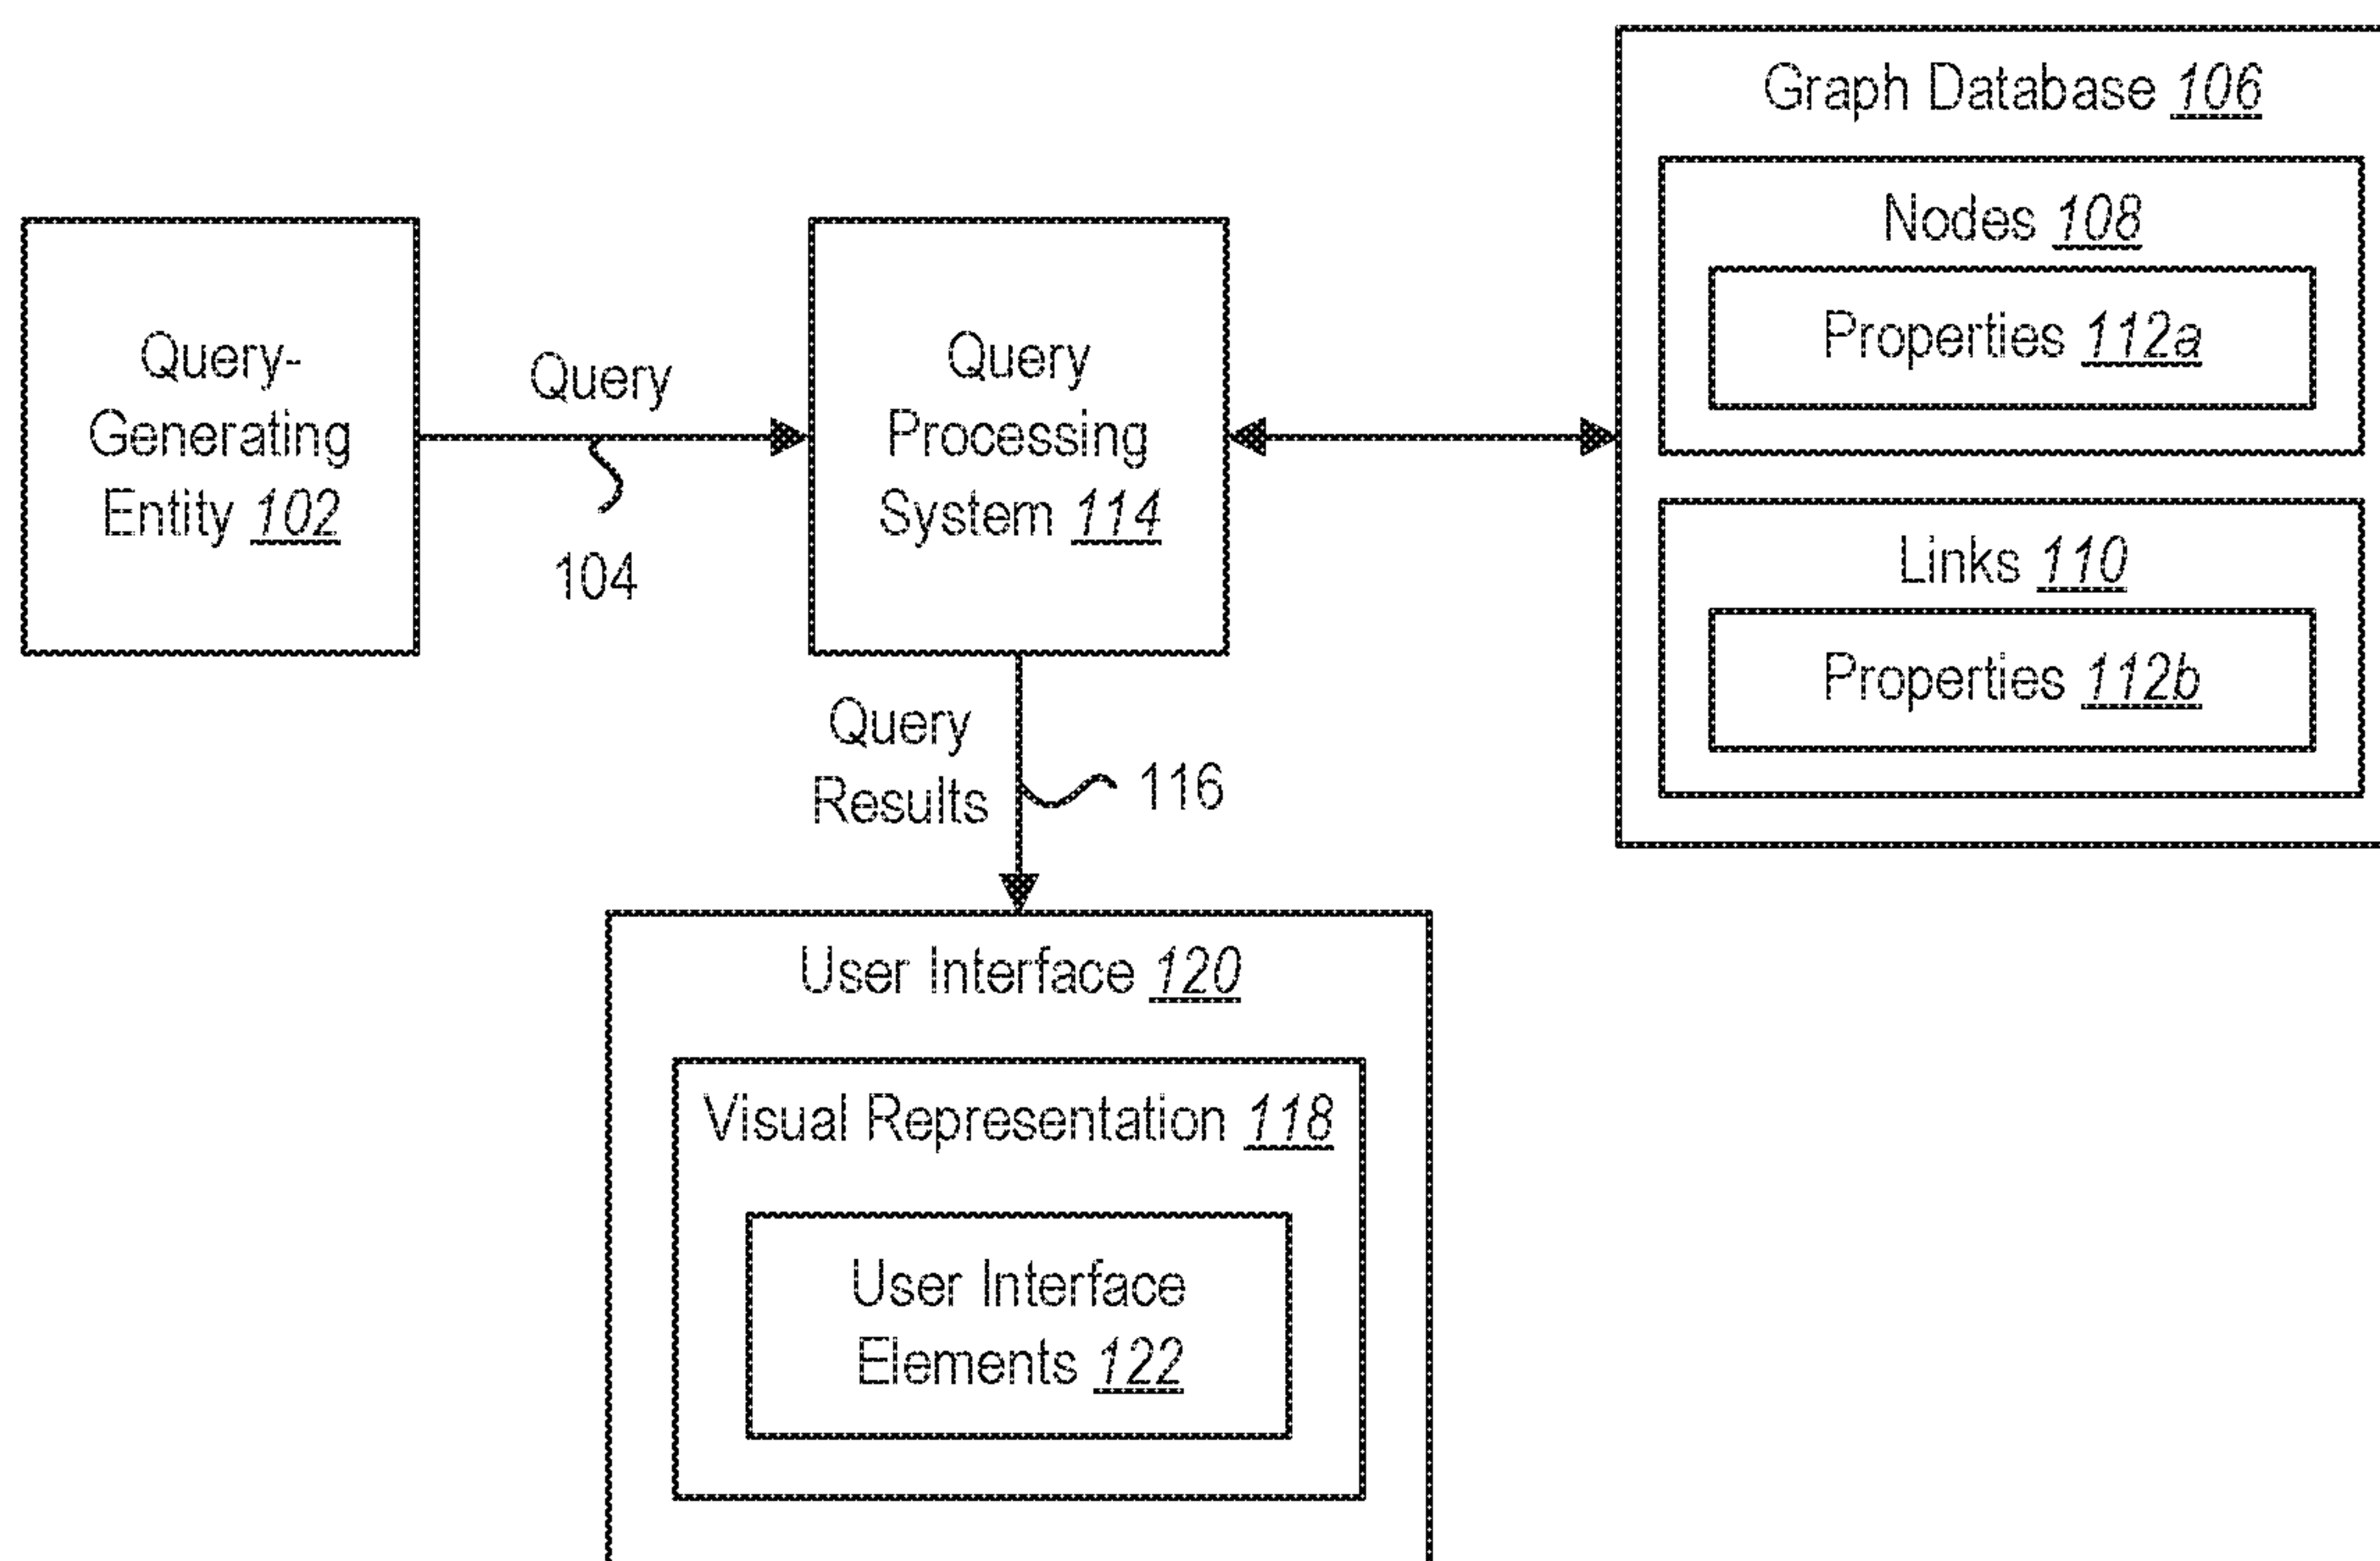 Graph Database 106
Nodes 108
Properties 112a
Links 110
Properties 112b
Query-
Generating
Entity 102
Query
104
Query
Processing
System 114
Query
Results
116
User Interface 120
Visual Representation 118
User Interface
Elements 122